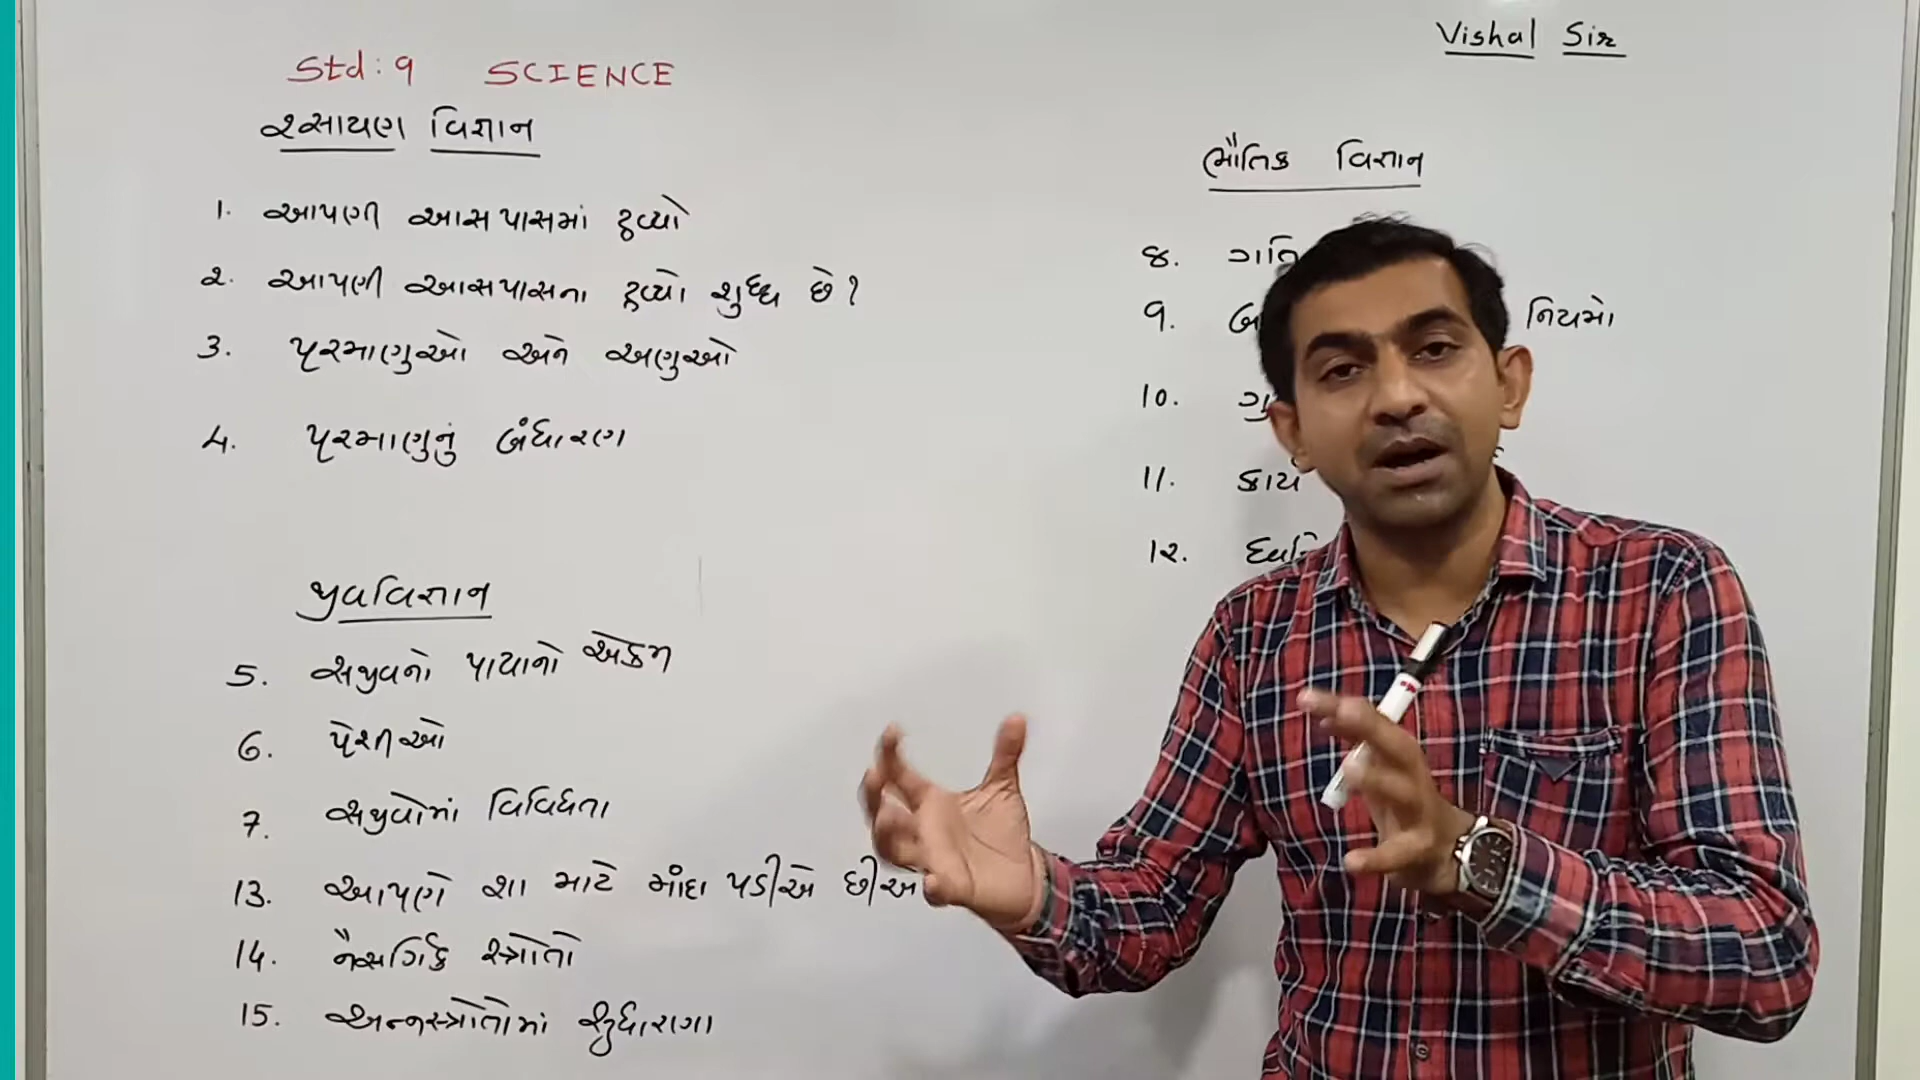 Std : 9 SCIENCE
રસાયણ વિજ્ઞાન
1. આપણી આસપાસમાં દ્રવ્યો
2. આપણી આસપાસના દ્રવ્યો શુધ્ધ છે?
3. પરમાણુઓ અને અણુઓ
4. પરમાણુનું બંધારણ
જીવવિજ્ઞાન
5. સજીવનો પાયાનો એકમ
6. પેશીઓ
7. સજીવોમાં વિવિધતા
13. આપણે શા માટે માંદા પડીએ છીએ
14. નૈસર્ગિક સ્ત્રોતો
15. અન્નસ્ત્રોતોમાં સુધારણા
Vishal Sir
ભૌતિક વિજ્ઞાન
8. ગતિ
9. નિયમો
10. ગુ
11. કાર્ય
12. ધ્વનિ